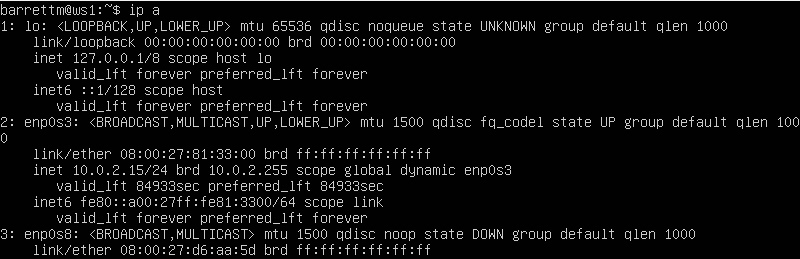 barrettm@ws1:~$ ip a
1: lo: <LOOPBACK,UP,LOWER_UP> mtu 65536 qdisc noqueue state UNKNOWN group default qlen 1000
    link/loopback 00:00:00:00:00:00 brd 00:00:00:00:00:00
    inet 127.0.0.1/8 scope host lo
       valid_lft forever preferred_lft forever
    inet6 ::1/128 scope host
       valid_lft forever preferred_lft forever
2: enp0s3: <BROADCAST,MULTICAST,UP,LOWER_UP> mtu 1500 qdisc fq_codel state UP group default qlen 100
0
    link/ether 08:00:27:81:33:00 brd ff:ff:ff:ff:ff:ff
    inet 10.0.2.15/24 brd 10.0.2.255 scope global dynamic enp0s3
       valid_lft 84933sec preferred_lft 84933sec
    inet6 fe80::a00:27ff:fe81:3300/64 scope link
       valid_lft forever preferred_lft forever
3: enp0s8: <BROADCAST,MULTICAST> mtu 1500 qdisc noop state DOWN group default qlen 1000
    link/ether 08:00:27:d6:aa:5d brd ff:ff:ff:ff:ff:ff